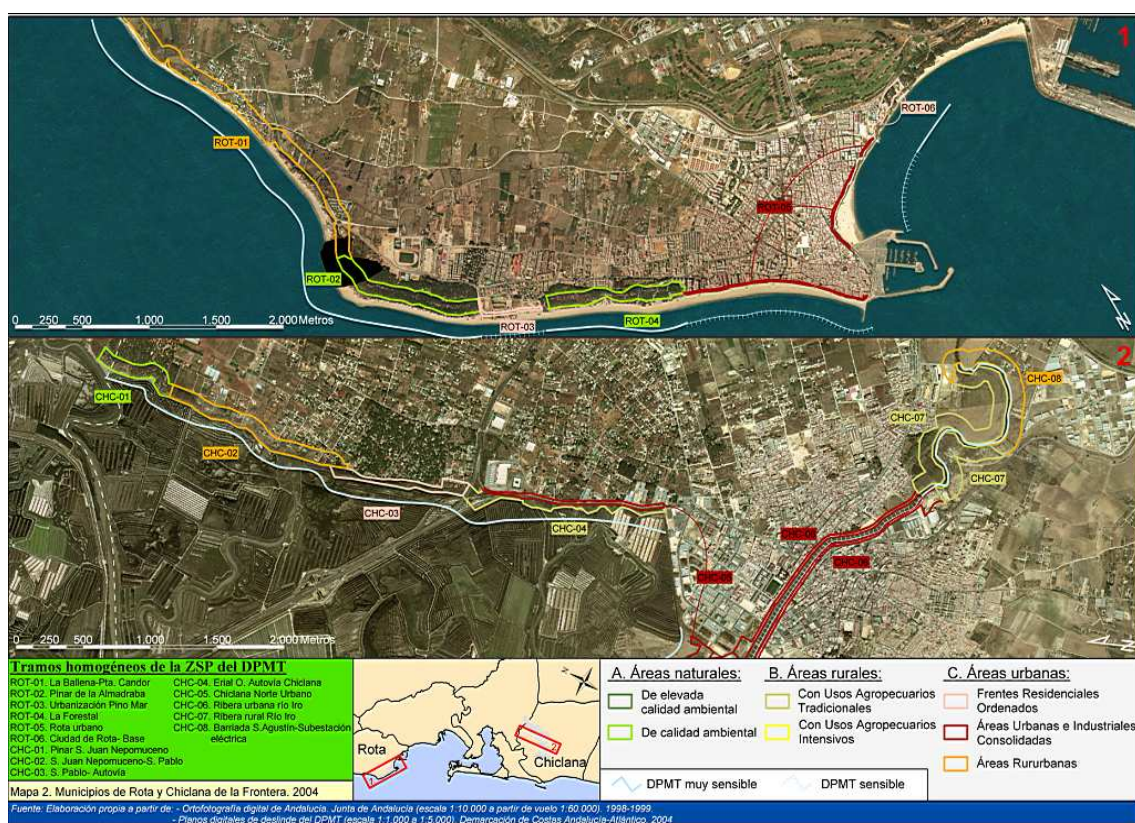 1
ROT-06
ROT-01
ROT-05
ROT-02
ROT-03
ROT-04
0 250 500 1.000 1.500 2.000 Metros
2
CHC-01
CHC-08
CHC-07
CHC-02
CHC-07
CHC-03
CHC-04
CHC-06
CHC-06
CHC-05
0 250 500 1.000 1.500 2.000 Metros
Tramos homogéneos de la ZSP del DPMT
ROT-01. La Ballena-Pta. Candor
ROT-02. Pinar de la Almadraba
ROT-03. Urbanización Pino Mar
ROT-04. La Forestal
ROT-05. Rota urbano
ROT-06. Ciudad de Rota- Base
CHC-01. Pinar S. Juan Nepomuceno
CHC-02. S. Juan Nepomuceno-S. Pablo
CHC-03. S. Pablo- Autovía
CHC-04. Erial O. Autovía Chiclana
CHC-05. Chiclana Norte Urbano
CHC-06. Ribera urbana río Iro
CHC-07. Ribera rural Río Iro
CHC-08. Barriada S.Agustín-Subestación
eléctrica
Mapa 2. Municipios de Rota y Chiclana de la Frontera. 2004
N
Rota
1
2
Chiclana
A. Áreas naturales:
De elevada
calidad ambiental
De calidad ambiental
B. Áreas rurales:
Con Usos Agropecuarios
Tradicionales
Con Usos Agropecuarios
Intensivos
C. Áreas urbanas:
Frentes Residenciales
Ordenados
Áreas Urbanas e Industriales
Consolidadas
Áreas Rururbanas
DPMT muy sensible
DPMT sensible
Fuente: Elaboración propia a partir de: - Ortofotografía digital de Andalucía. Junta de Andalucía (escala 1:10.000 a partir de vuelo 1:60.000). 1998-1999.
- Planos digitales de deslinde del DPMT (escala 1:1.000 a 1:5.000). Demarcación de Costas Andalucía-Atlántico. 2004